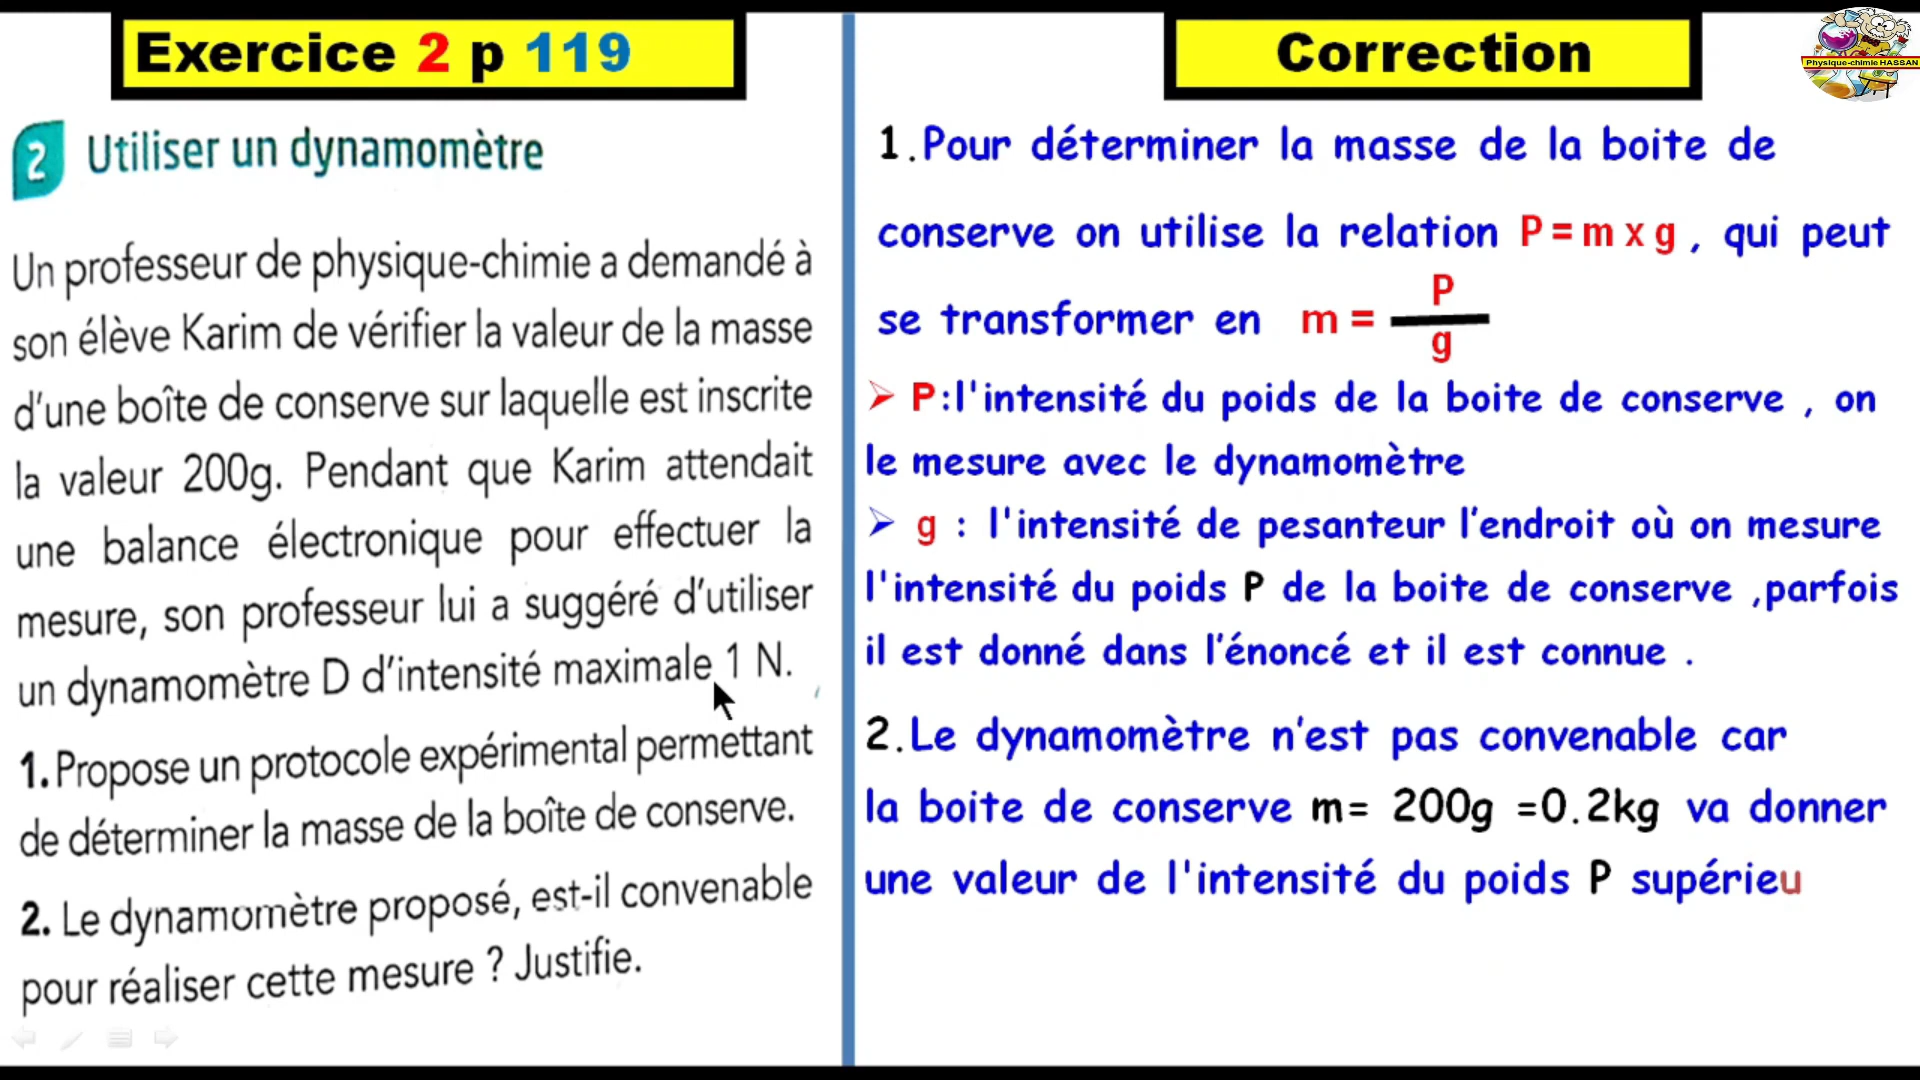 Exercice 2 p 119
2 Utiliser un dynamomètre
Un professeur de physique-chimie a demandé à
son élève Karim de vérifier la valeur de la masse
d'une boîte de conserve sur laquelle est inscrite
la valeur 200g. Pendant que Karim attendait
une balance électronique pour effectuer la
mesure, son professeur lui a suggéré d'utiliser
un dynamomètre D d'intensité maximale 1 N.
1. Propose un protocole expérimental permettant
de déterminer la masse de la boîte de conserve.
2. Le dynamomètre proposé, est-il convenable
pour réaliser cette mesure ? Justifie.
Correction
Physique-chimie HASSAN
1.Pour déterminer la masse de la boite de
conserve on utilise la relation P=m x g , qui peut
se transformer en m = P
g
P:l'intensité du poids de la boite de conserve , on
le mesure avec le dynamomètre
g : l'intensité de pesanteur l'endroit où on mesure
l'intensité du poids P de la boite de conserve ,parfois
il est donné dans l'énoncé et il est connue .
2.Le dynamomètre n'est pas convenable car
la boite de conserve m= 200g =0.2kg va donner
une valeur de l'intensité du poids P supérieu